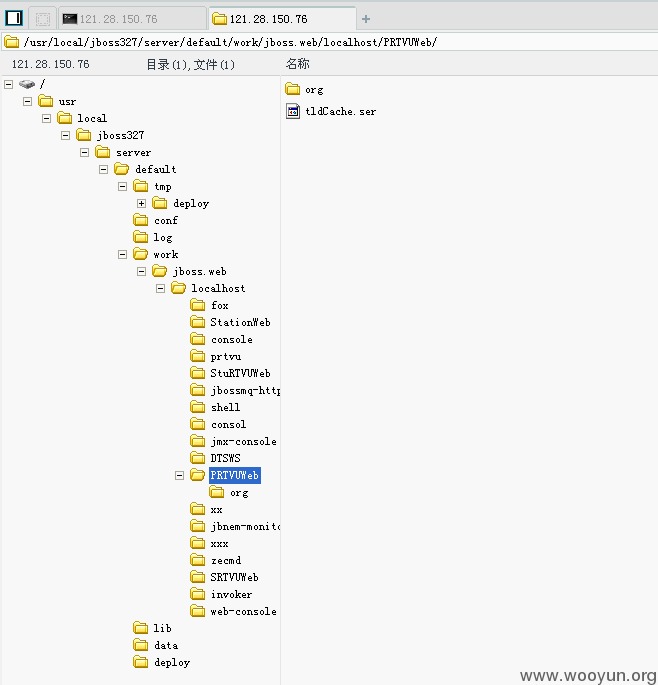 121.28.150.76
121.28.150.76
/usr/local/jboss327/server/default/work/jboss.web/localhost/PRTVUWeb/
121.28.150.76 目录(1),文件(1) 名称
/
usr
local
jboss327
server
default
tmp
deploy
conf
log
work
jboss.web
localhost
fox
StationWeb
console
prtvu
StuRTVUWeb
jbossmq-http
shell
consol
jmx-console
DTSWS
PRTVUWeb
org
xx
jbnem-monito
xxx
zecmd
SRTVUWeb
invoker
web-console
lib
data
deploy
org
tldCache.ser
www.wooyun.org